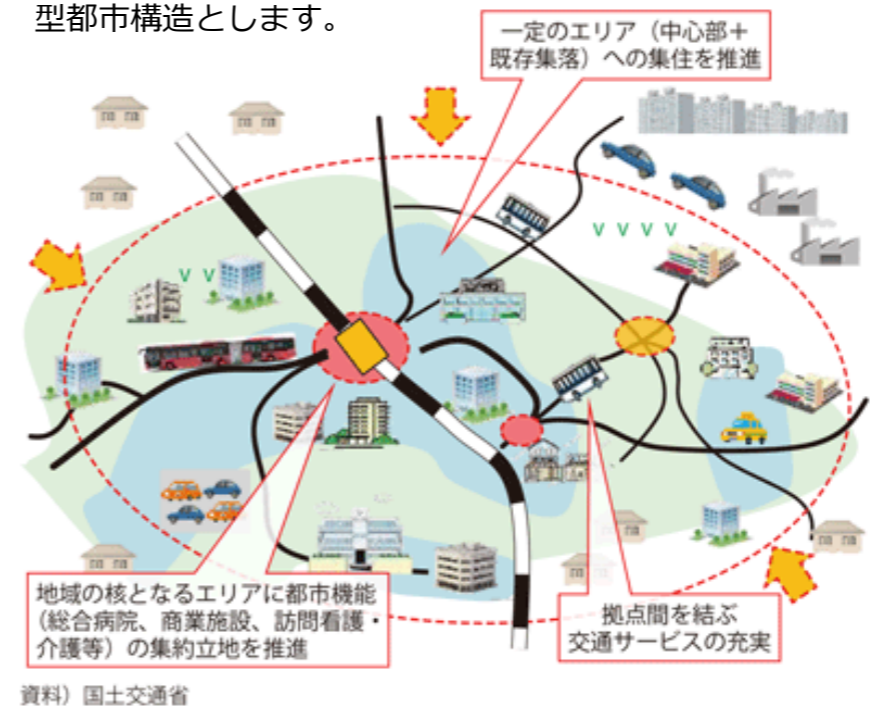 型都市構造とします。
一定のエリア（中心部＋
既存集落）への集住を推進
地域の核となるエリアに都市機能
（総合病院、商業施設、訪問看護・
介護等）の集約立地を推進
拠点間を結ぶ
交通サービスの充実
資料）国土交通省